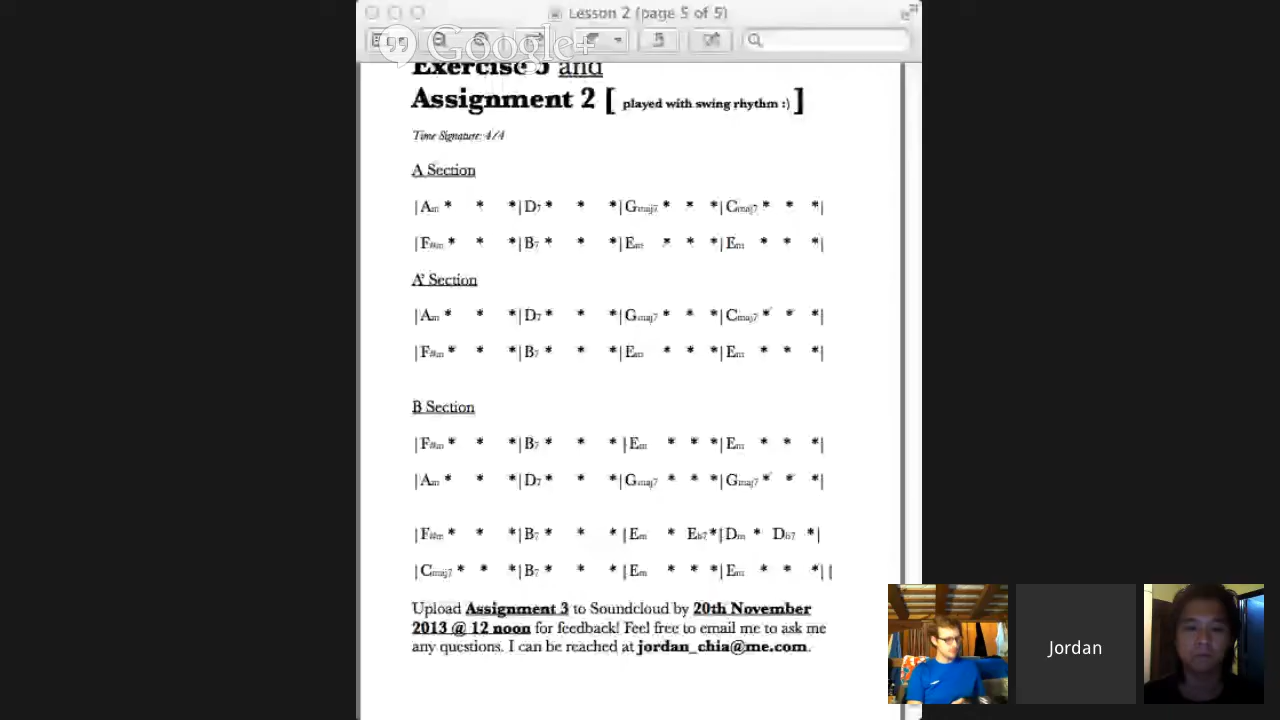 Lesson 2 (page 5 of 5)
Google+
Exercise 5 and
Assignment 2 [ played with swing rhythm :) ]
Time Signature: 4/4
A Section
|Am * * *|D7 * * *|Gmaj7 * * *|Cmaj7 * * *|
|F#m * * *|B7 * * *|Em * * *|Em * * *|
A' Section
|Am * * *|D7 * * *|Gmaj7 * * *|Cmaj7 * * *|
|F#m * * *|B7 * * *|Em * * *|Em * * *|
B Section
|F#m * * *|B7 * * *|Em * * *|Em * * *|
|Am * * *|D7 * * *|Gmaj7 * * *|Gmaj7 * * *|
|F#m * * *|B7 * * *|Em * Eb7 *|Dm * Db7 *|
|Cmaj7 * * *|B7 * * *|Em * * *|Em * * *||
Upload Assignment 3 to Soundcloud by 20th November
2013 @ 12 noon for feedback! Feel free to email me to ask me
any questions. I can be reached at jordan_chia@me.com.
Jordan